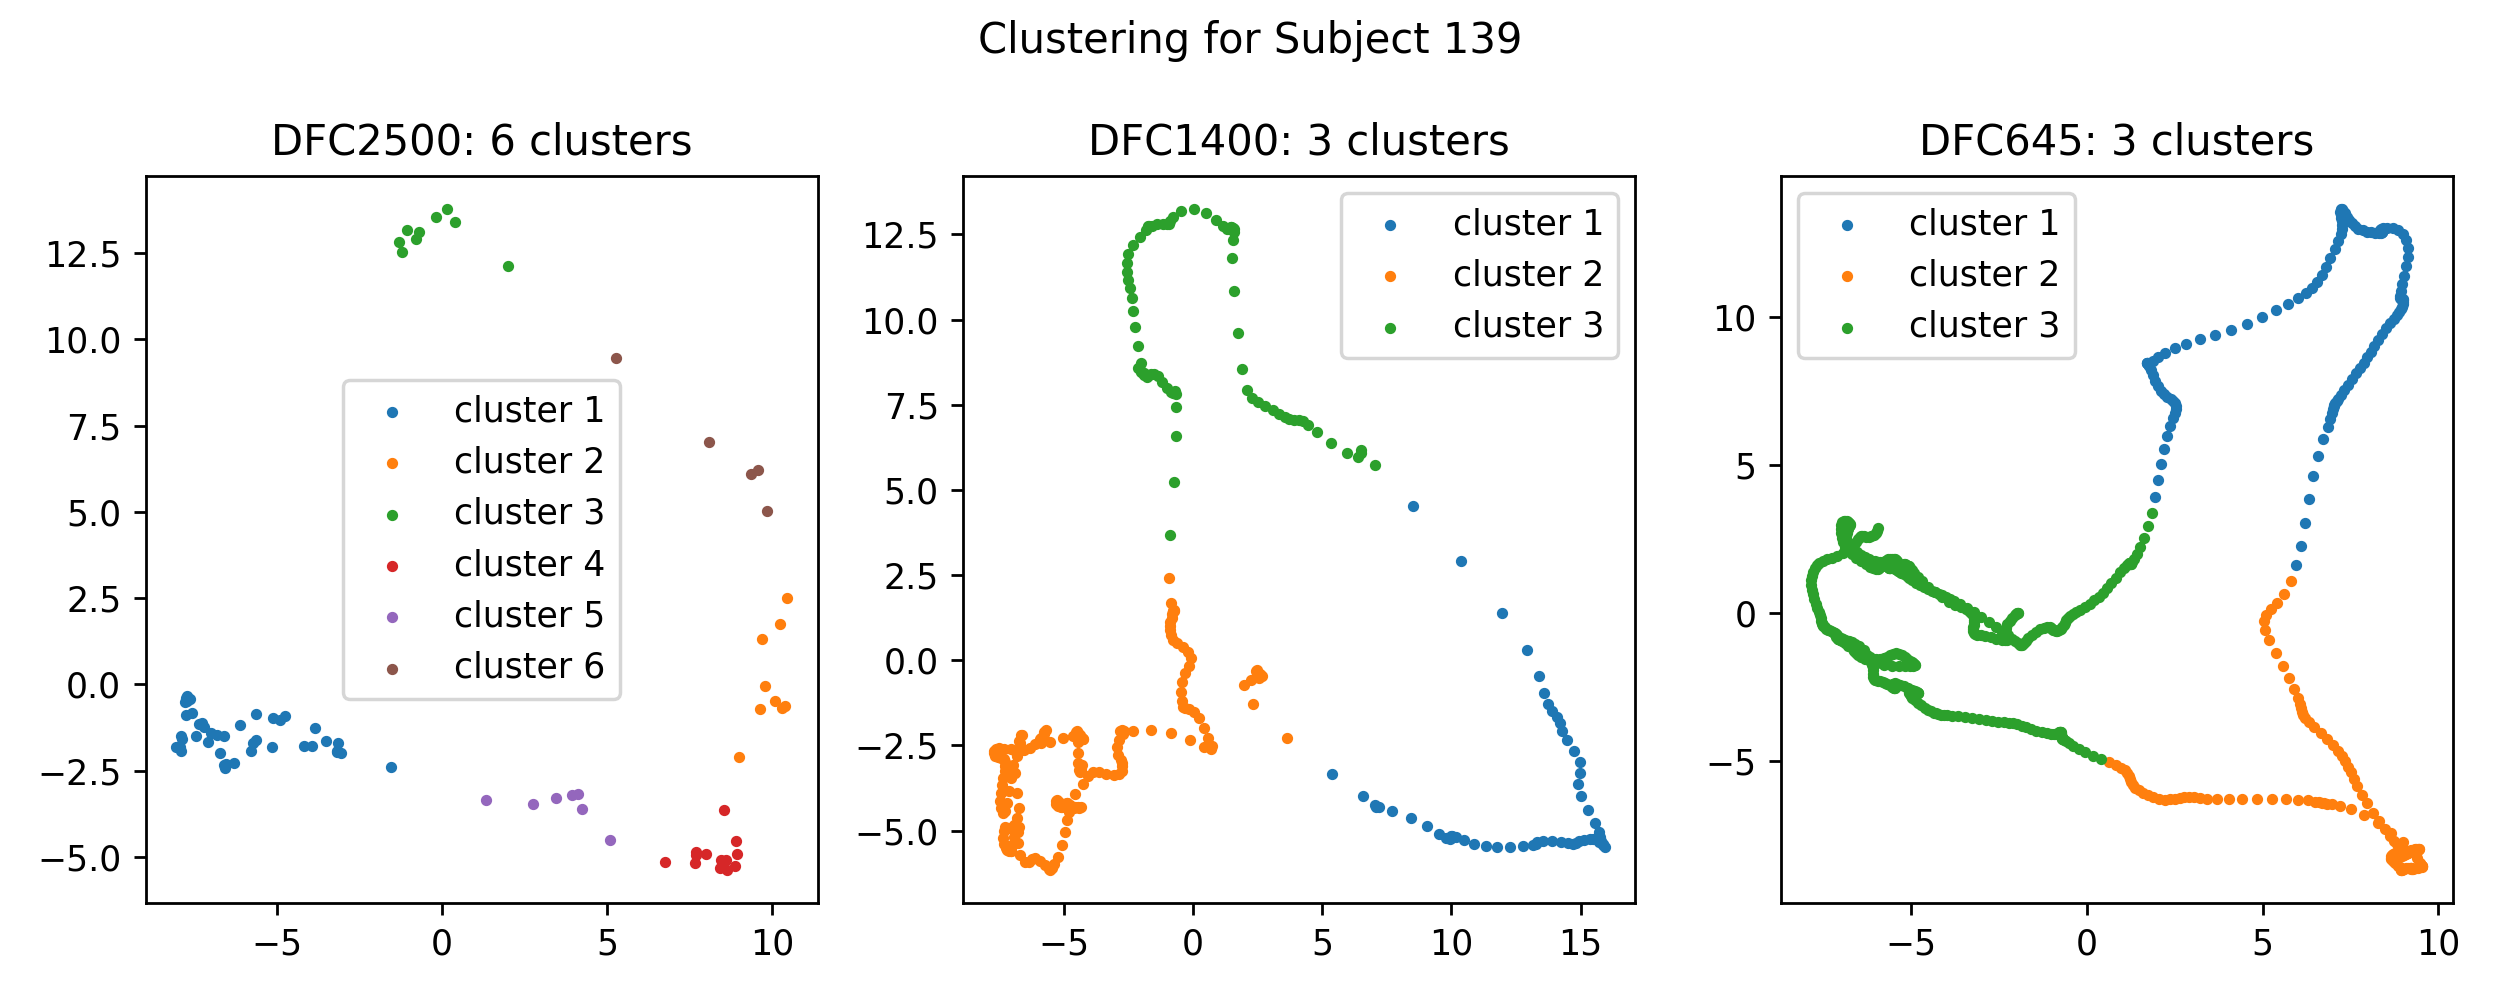 Clustering for Subject 139
DFC2500: 6 clusters
12.5
10.0
7.5
5.0
2.5
0.0
−2.5
−5.0
−5
0
5
10
cluster 1
cluster 2
cluster 3
cluster 4
cluster 5
cluster 6
DFC1400: 3 clusters
12.5
10.0
7.5
5.0
2.5
0.0
−2.5
−5.0
−5
0
5
10
15
cluster 1
cluster 2
cluster 3
DFC645: 3 clusters
10
5
0
−5
−5
0
5
10
cluster 1
cluster 2
cluster 3